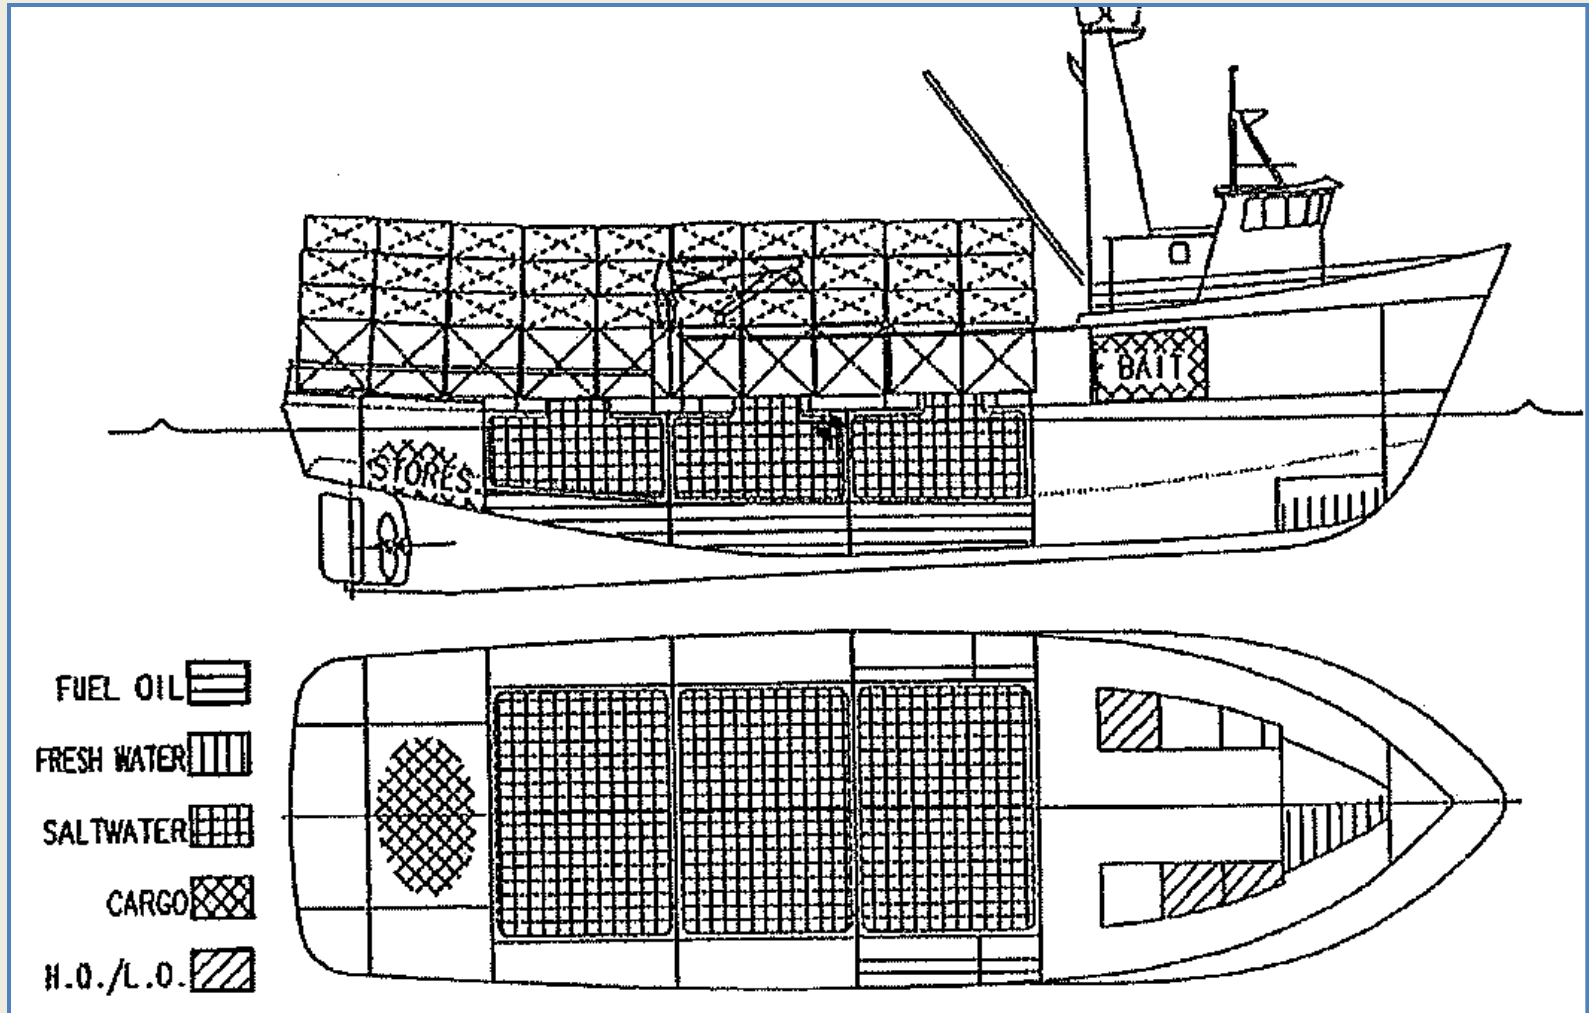 BAIT
STORES
FUEL OIL
FRESH WATER
SALTWATER
CARGO
H.O./L.O.